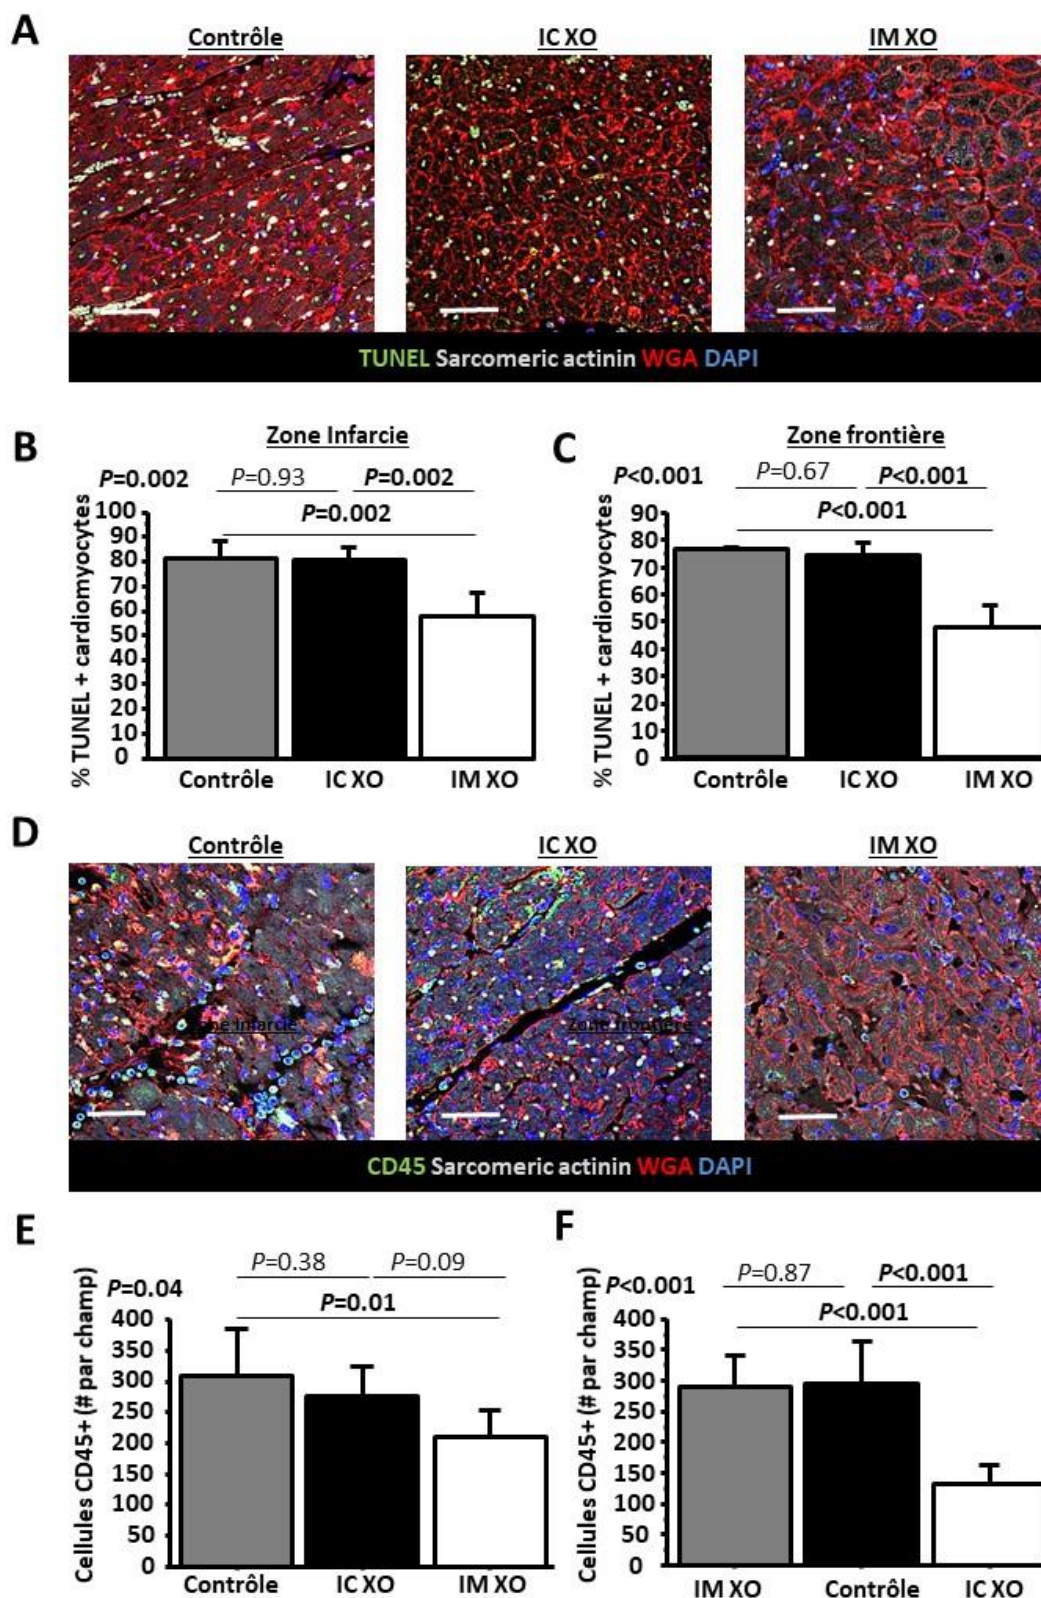 A
Contrôle IC XO IM XO
TUNEL Sarcomeric actinin WGA DAPI
B Zone Infarcie
P=0.002 P=0.93 P=0.002
P=0.002
% TUNEL + cardiomyocytes
100
90
80
70
60
50
40
30
20
10
0
Contrôle IC XO IM XO
C Zone frontière
P<0.001 P=0.67 P<0.001
P<0.001
% TUNEL + cardiomyocytes
90
80
70
60
50
40
30
20
10
0
Contrôle IC XO IM XO
D
Contrôle IC XO IM XO
Zone Infarcie Zone frontière
CD45 Sarcomeric actinin WGA DAPI
E
P=0.04 P=0.38 P=0.09
P=0.01
Cellules CD45+ (# par champ)
400
350
300
250
200
150
100
50
0
Contrôle IC XO IM XO
F
P<0.001 P=0.87 P<0.001
P<0.001
Cellules CD45+ (# par champ)
400
350
300
250
200
150
100
50
0
IM XO Contrôle IC XO